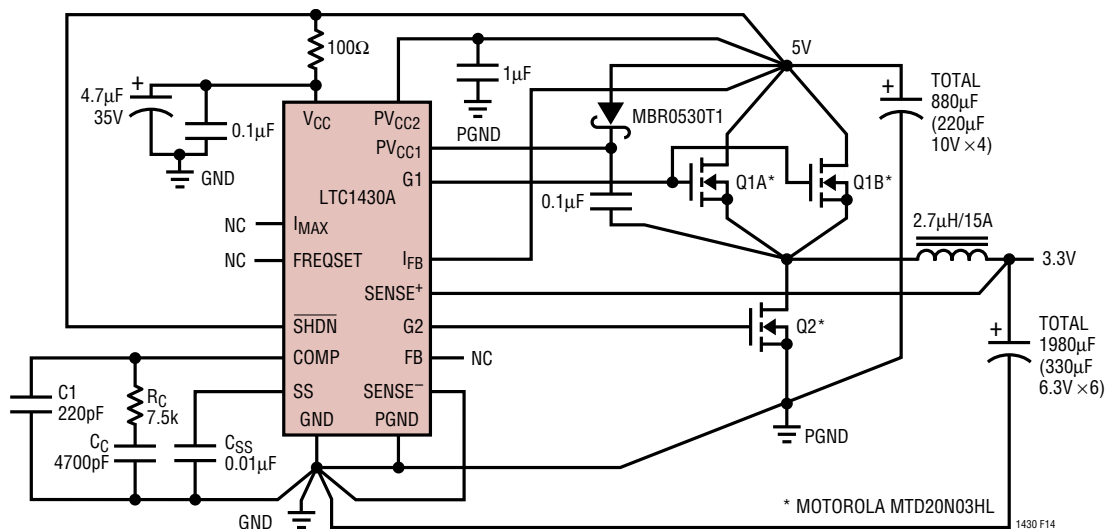 5V
100Ω
+
4.7µF
35V
0.1µF
GND
1µF
PGND
MBR0530T1
+
TOTAL
880µF
(220µF
10V ×4)
VCC
PVCC2
PVCC1
G1
LTC1430A
NC
IMAX
NC
FREQSET
IFB
SENSE+
SHDN
G2
COMP
FB
NC
SS
SENSE–
GND
PGND
0.1µF
Q1A*
Q1B*
2.7µH/15A
3.3V
Q2*
+
TOTAL
1980µF
(330µF
6.3V ×6)
PGND
C1
220pF
RC
7.5k
CC
4700pF
CSS
0.01µF
GND
* MOTOROLA MTD20N03HL
1430 F14